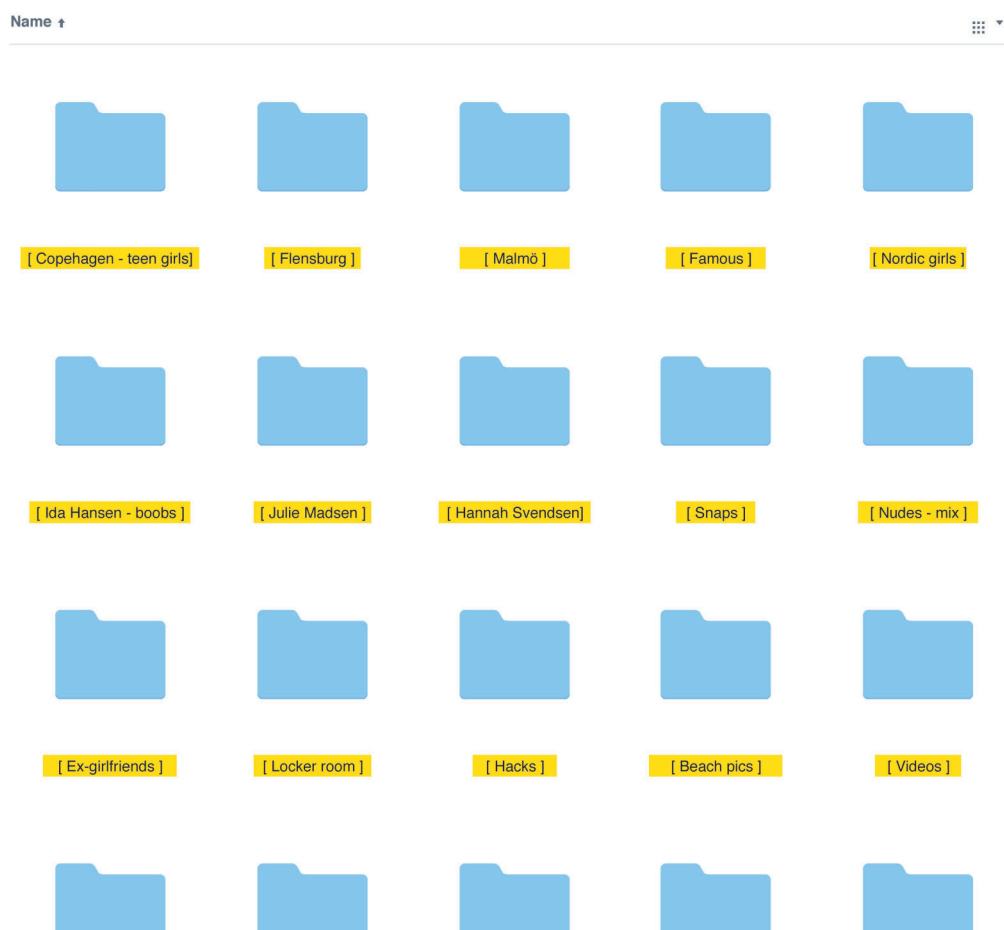 Name ↑
[ Copehagen - teen girls]
[ Flensburg ]
[ Malmö ]
[ Famous ]
[ Nordic girls ]
[ Ida Hansen - boobs ]
[ Julie Madsen ]
[ Hannah Svendsen]
[ Snaps ]
[ Nudes - mix ]
[ Ex-girlfriends ]
[ Locker room ]
[ Hacks ]
[ Beach pics ]
[ Videos ]